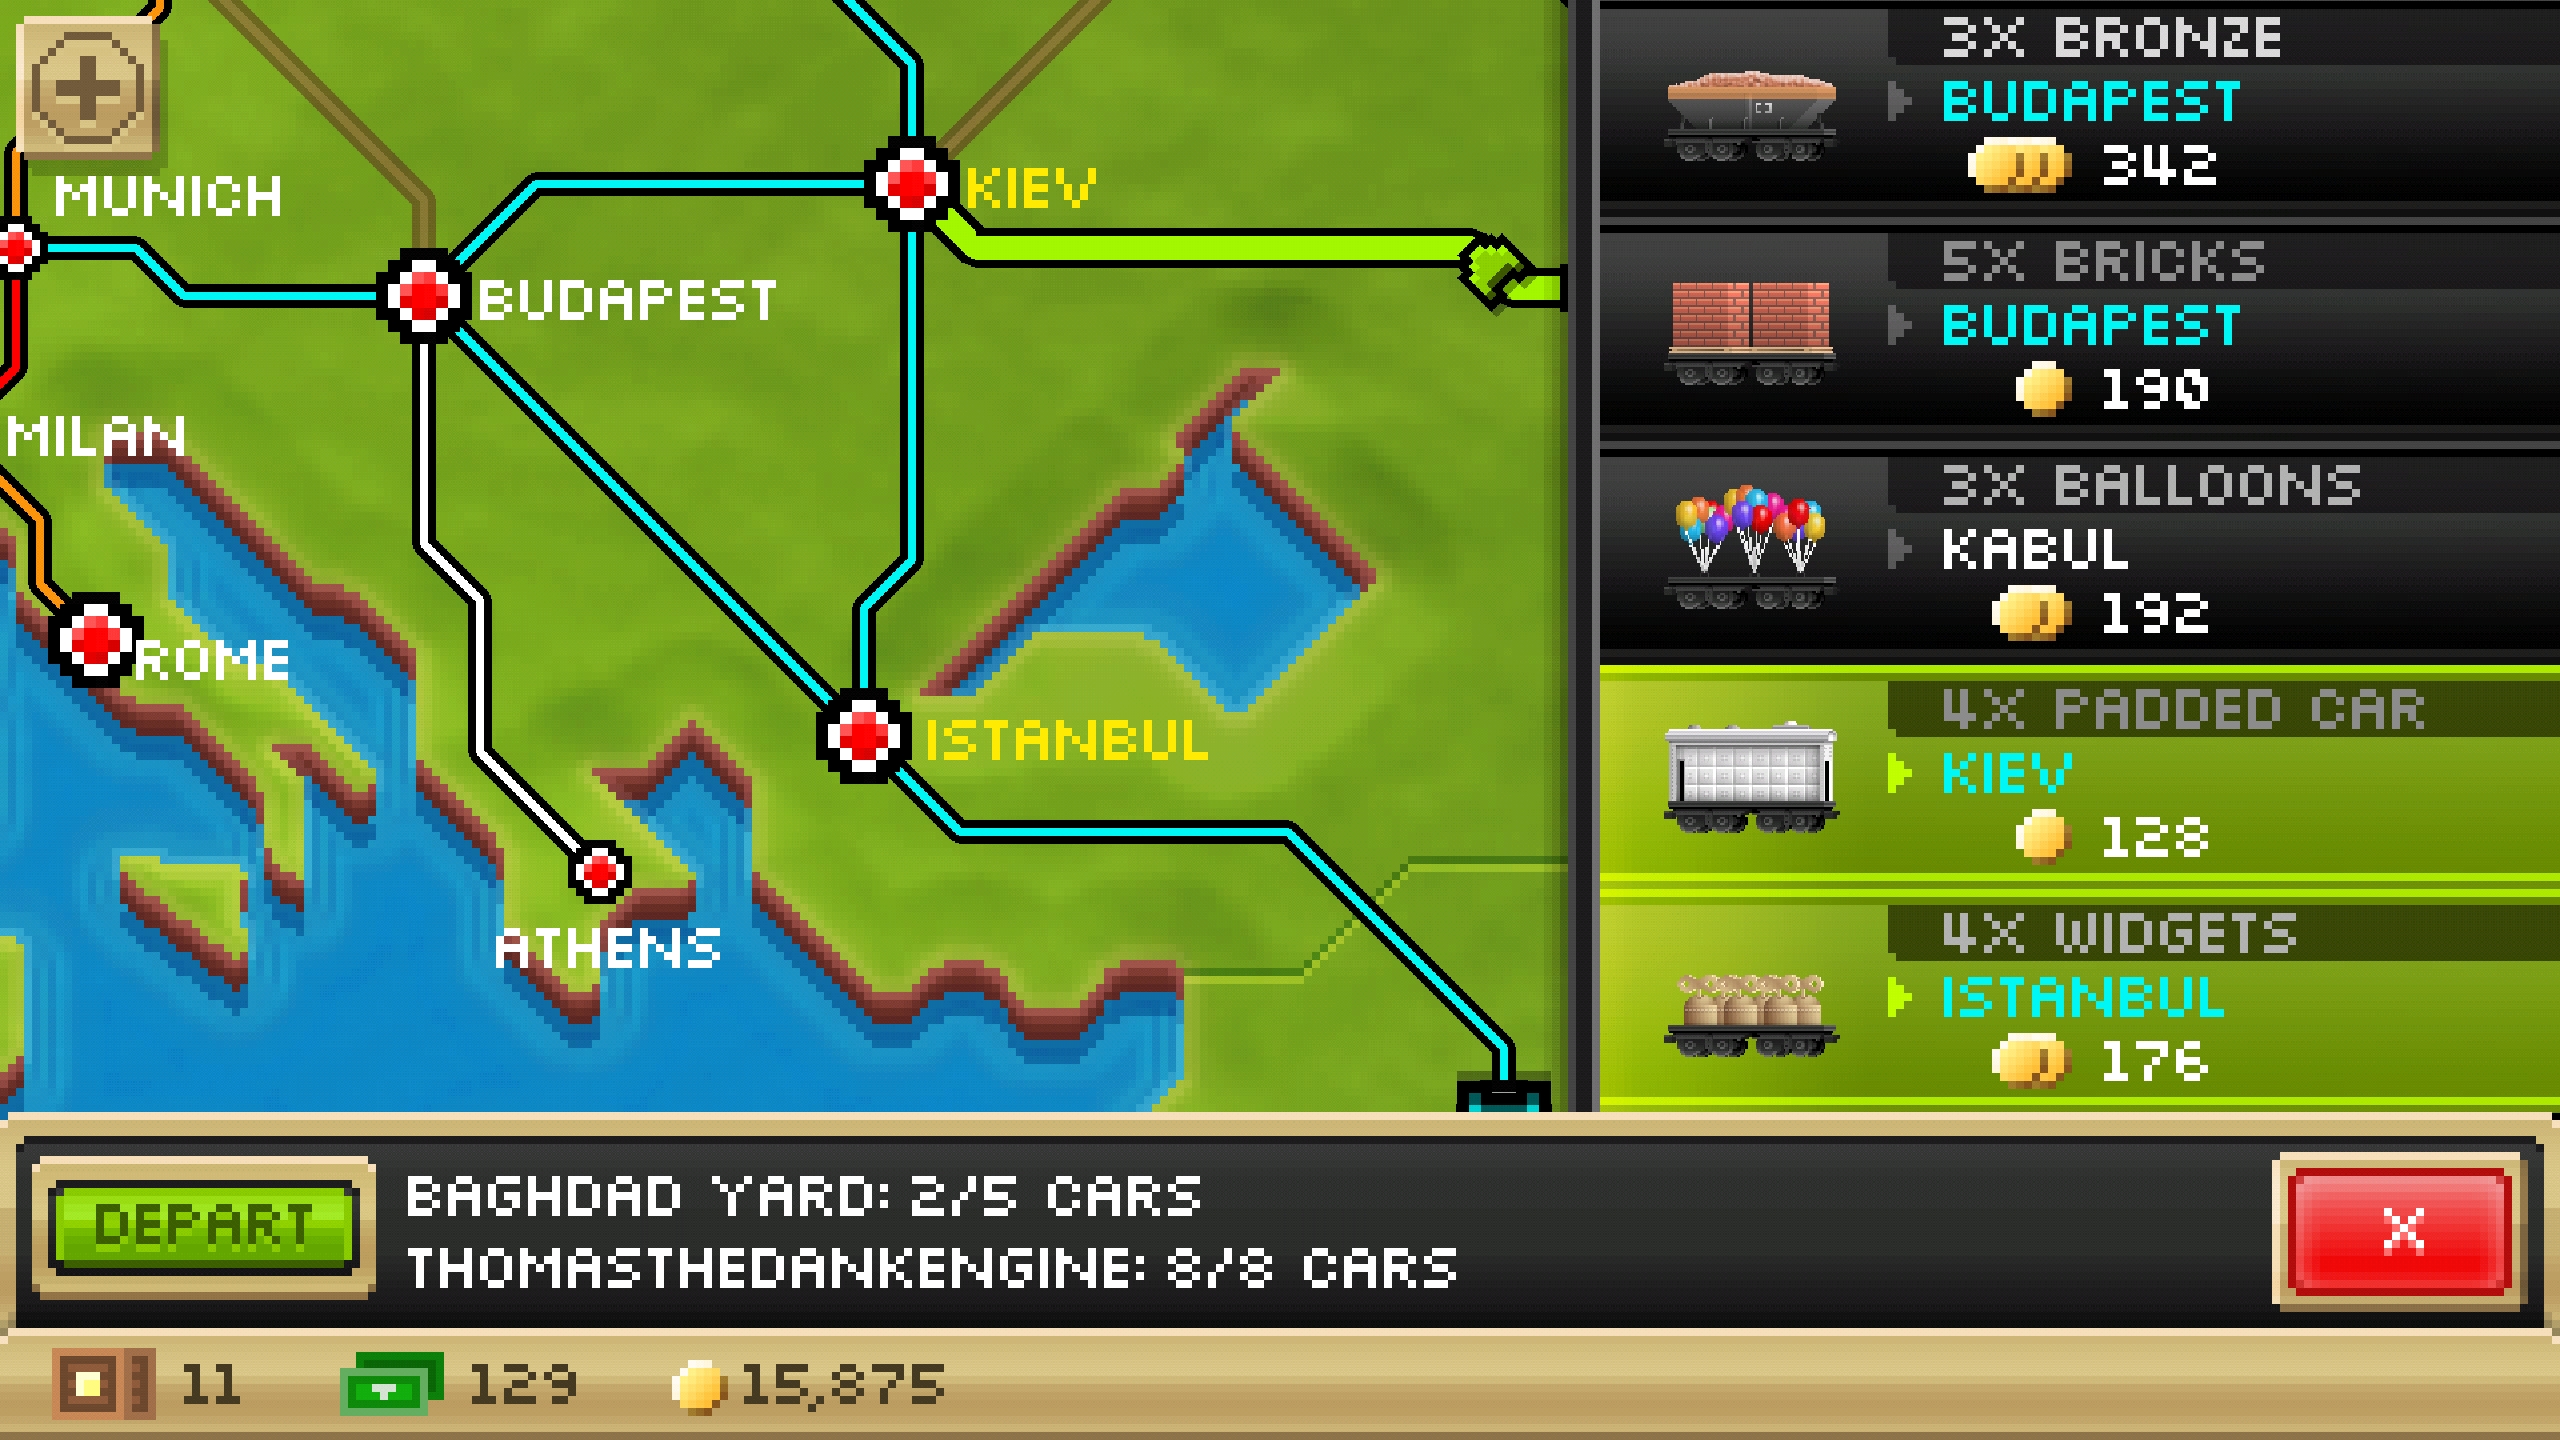 MUNICH
KIEV
BUDAPEST
MILAN
ROME
ISTANBUL
ATHENS
3X BRONZE
BUDAPEST
342
5X BRICKS
BUDAPEST
190
3X BALLOONS
KABUL
192
4X PADDED CAR
KIEV
128
4X WIDGETS
ISTANBUL
176
DEPART
BAGHDAD YARD: 2/5 CARS
THOMASTHEDANKENGINE: 8/8 CARS
X
11
129
15,875